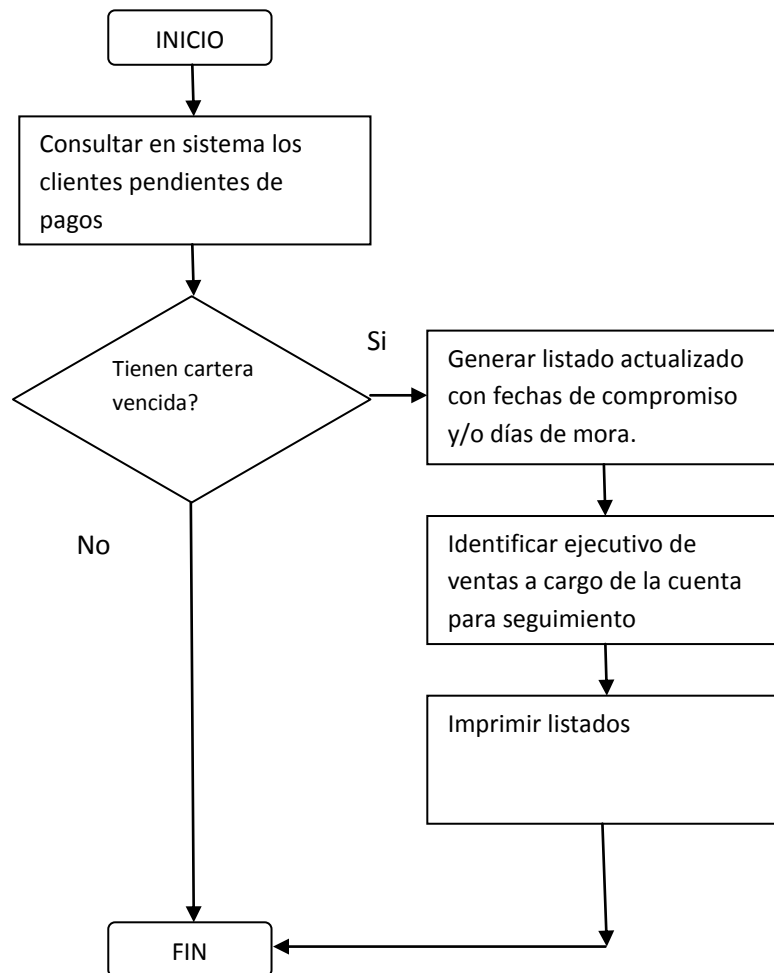 INICIO
Consultar en sistema los
clientes pendientes de
pagos
Tienen cartera
vencida?
Si
Generar listado actualizado
con fechas de compromiso
y/o días de mora.
No
Identificar ejecutivo de
ventas a cargo de la cuenta
para seguimiento
Imprimir listados
FIN